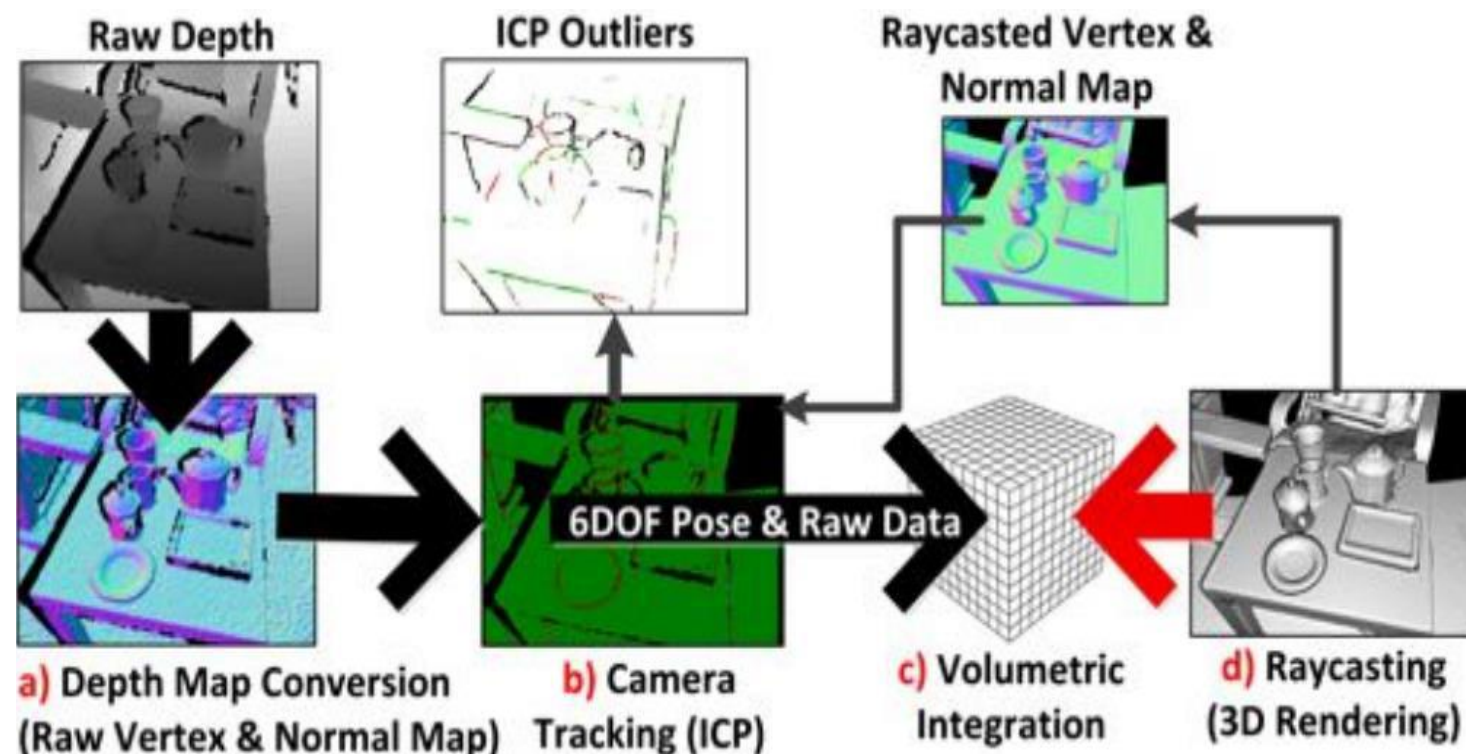 Raw Depth
ICP Outliers
Raycasted Vertex &
Normal Map
6DOF Pose & Raw Data
a) Depth Map Conversion
(Raw Vertex & Normal Map)
b) Camera
Tracking (ICP)
c) Volumetric
Integration
d) Raycasting
(3D Rendering)